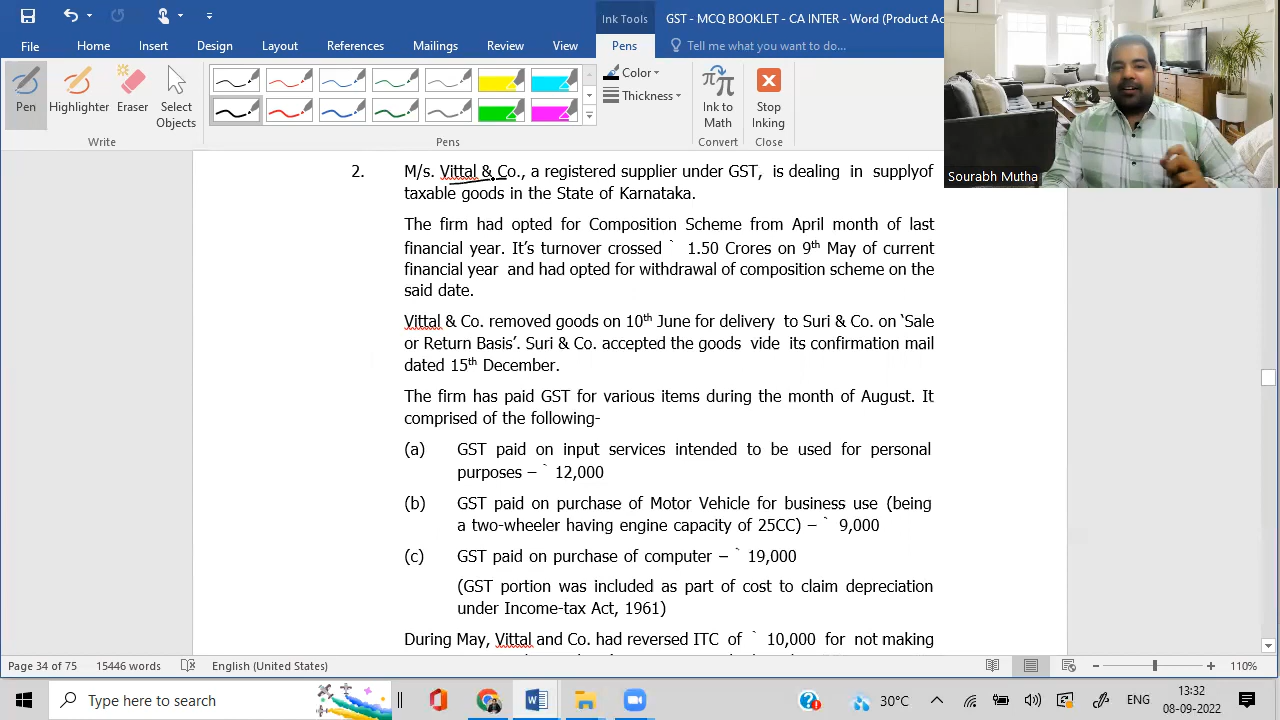 Ink Tools
GST - MCQ BOOKLET - CA INTER - Word (Product Ac
File Home Insert Design Layout References Mailings Review View Pens Tell me what you want to do...
Pen Highlighter Eraser Select Objects
Color
Thickness
Ink to Math
Stop Inking
Write Pens Convert Close
Sourabh Mutha
2. M/s. Vittal & Co., a registered supplier under GST, is dealing in supplyof
taxable goods in the State of Karnataka.
The firm had opted for Composition Scheme from April month of last
financial year. It's turnover crossed ` 1.50 Crores on 9th May of current
financial year and had opted for withdrawal of composition scheme on the
said date.
Vittal & Co. removed goods on 10th June for delivery to Suri & Co. on ‘Sale
or Return Basis’. Suri & Co. accepted the goods vide its confirmation mail
dated 15th December.
The firm has paid GST for various items during the month of August. It
comprised of the following-
(a) GST paid on input services intended to be used for personal
purposes – ` 12,000
(b) GST paid on purchase of Motor Vehicle for business use (being
a two-wheeler having engine capacity of 25CC) – ` 9,000
(c) GST paid on purchase of computer – ` 19,000
(GST portion was included as part of cost to claim depreciation
under Income-tax Act, 1961)
During May, Vittal and Co. had reversed ITC of ` 10,000 for not making
Page 34 of 75 15446 words English (United States) 110%
Type here to search 30°C ENG 13:32
08-09-2022